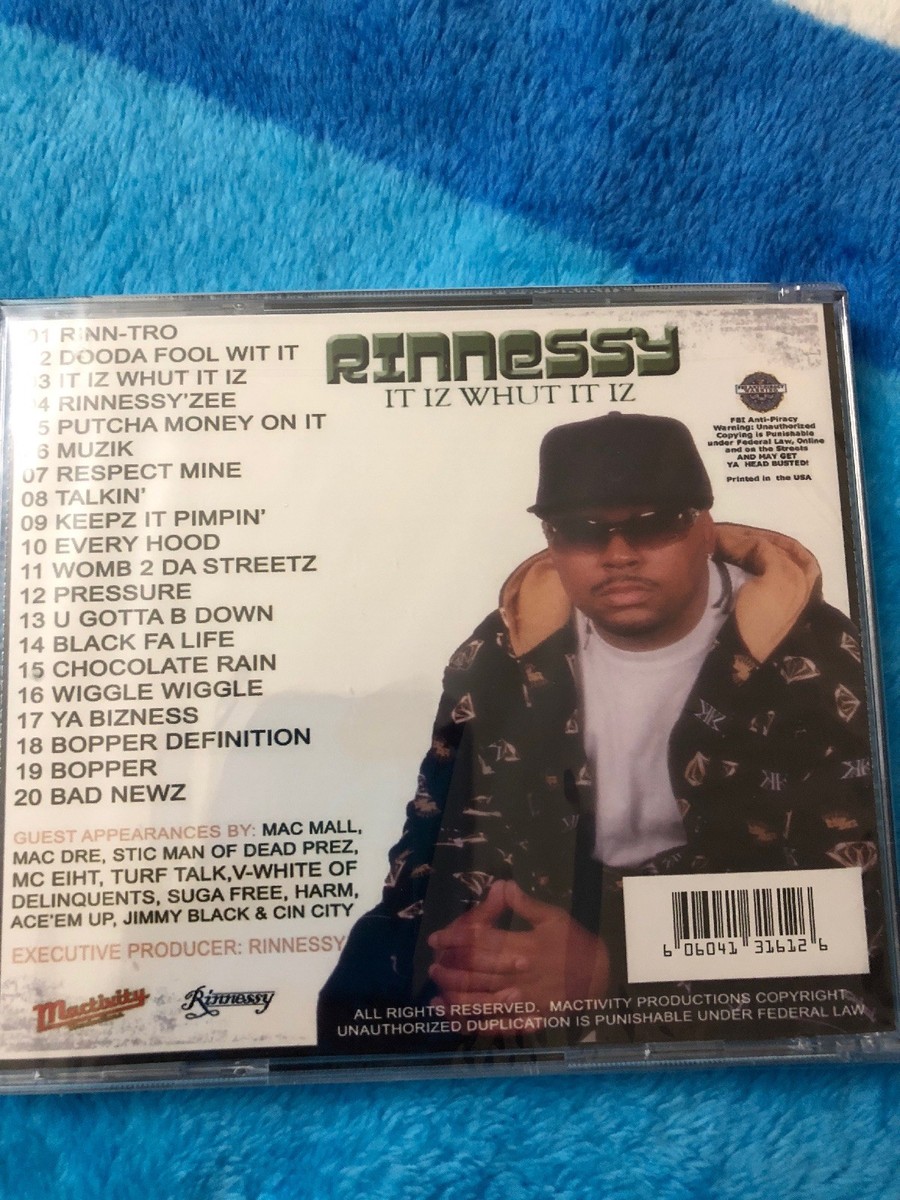 01 RINN-TRO
2 DOODA FOOL WIT IT
03 IT IZ WHUT IT IZ
04 RINNESSY'ZEE
5 PUTCHA MONEY ON IT
6 MUZIK
07 RESPECT MINE
08 TALKIN'
09 KEEPZ IT PIMPIN'
10 EVERY HOOD
11 WOMB 2 DA STREETZ
12 PRESSURE
13 U GOTTA B DOWN
14 BLACK FA LIFE
15 CHOCOLATE RAIN
16 WIGGLE WIGGLE
17 YA BIZNESS
18 BOPPER DEFINITION
19 BOPPER
20 BAD NEWZ
GUEST APPEARANCES BY: MAC MALL,
MAC DRE, STIC MAN OF DEAD PREZ,
MC EIHT, TURF TALK,V-WHITE OF
DELINQUENTS, SUGA FREE, HARM,
ACE'EM UP, JIMMY BLACK & CIN CITY
EXECUTIVE PRODUCER: RINNESSY
Mactivity
Rinnessy
RINNESSY
IT IZ WHUT IT IZ
FBI Anti-Piracy
Warning: Unauthorized
Copying is Punishable
under Federal Law, Online
and on the Streets
AND MAY GET
YA HEAD BUSTED!
Printed in the USA
6 06041 31612 6
ALL RIGHTS RESERVED. MACTIVITY PRODUCTIONS COPYRIGHT
UNAUTHORIZED DUPLICATION IS PUNISHABLE UNDER FEDERAL LAW